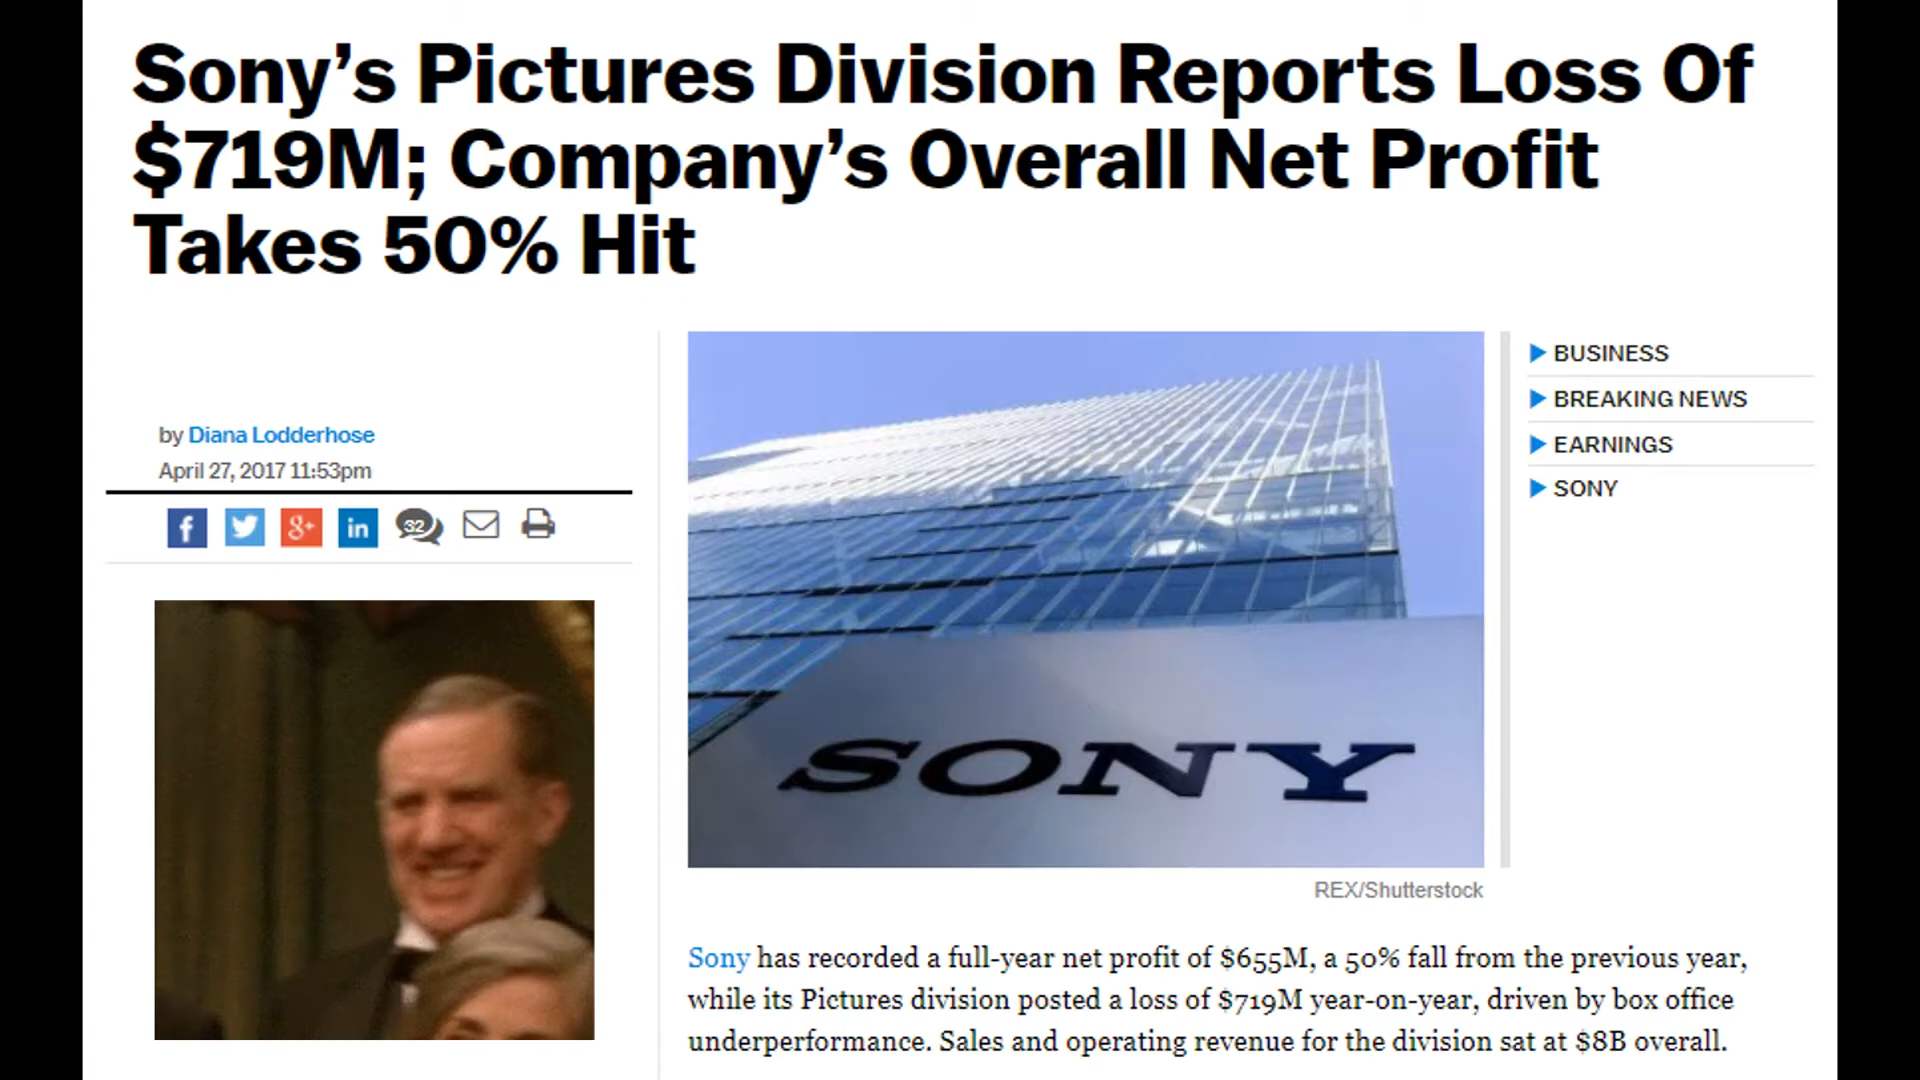 Sony’s Pictures Division Reports Loss Of
$719M; Company’s Overall Net Profit
Takes 50% Hit
by Diana Lodderhose
April 27, 2017 11:53pm
f
8+
in
32
SONY
BUSINESS
BREAKING NEWS
EARNINGS
SONY
REX/Shutterstock
Sony has recorded a full-year net profit of $655M, a 50% fall from the previous year,
while its Pictures division posted a loss of $719M year-on-year, driven by box office
underperformance. Sales and operating revenue for the division sat at $8B overall.